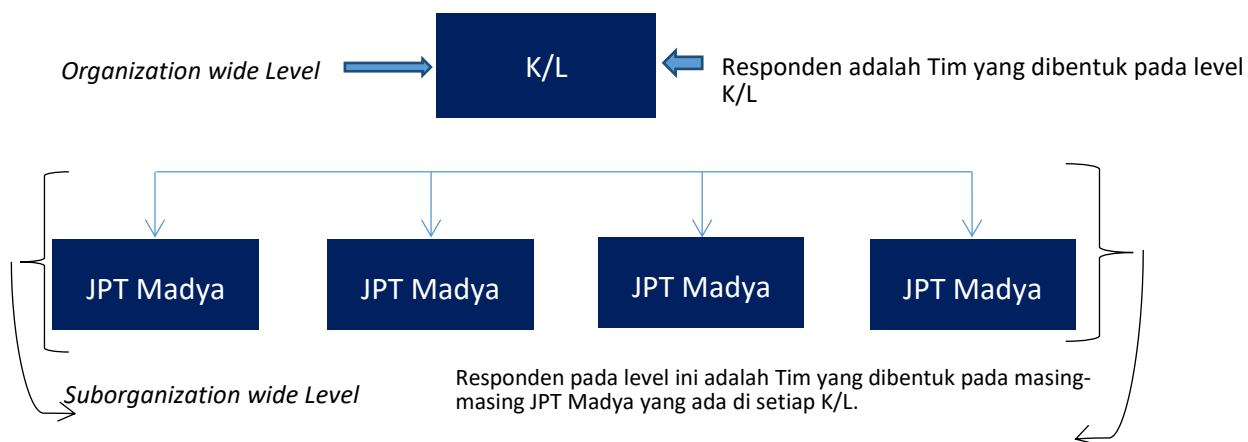 K/L
Organization wide Level
Responden adalah Tim yang dibentuk pada level
K/L
JPT Madya
JPT Madya
JPT Madya
JPT Madya
Suborganization wide Level
Responden pada level ini adalah Tim yang dibentuk pada masing-
masing JPT Madya yang ada di setiap K/L.